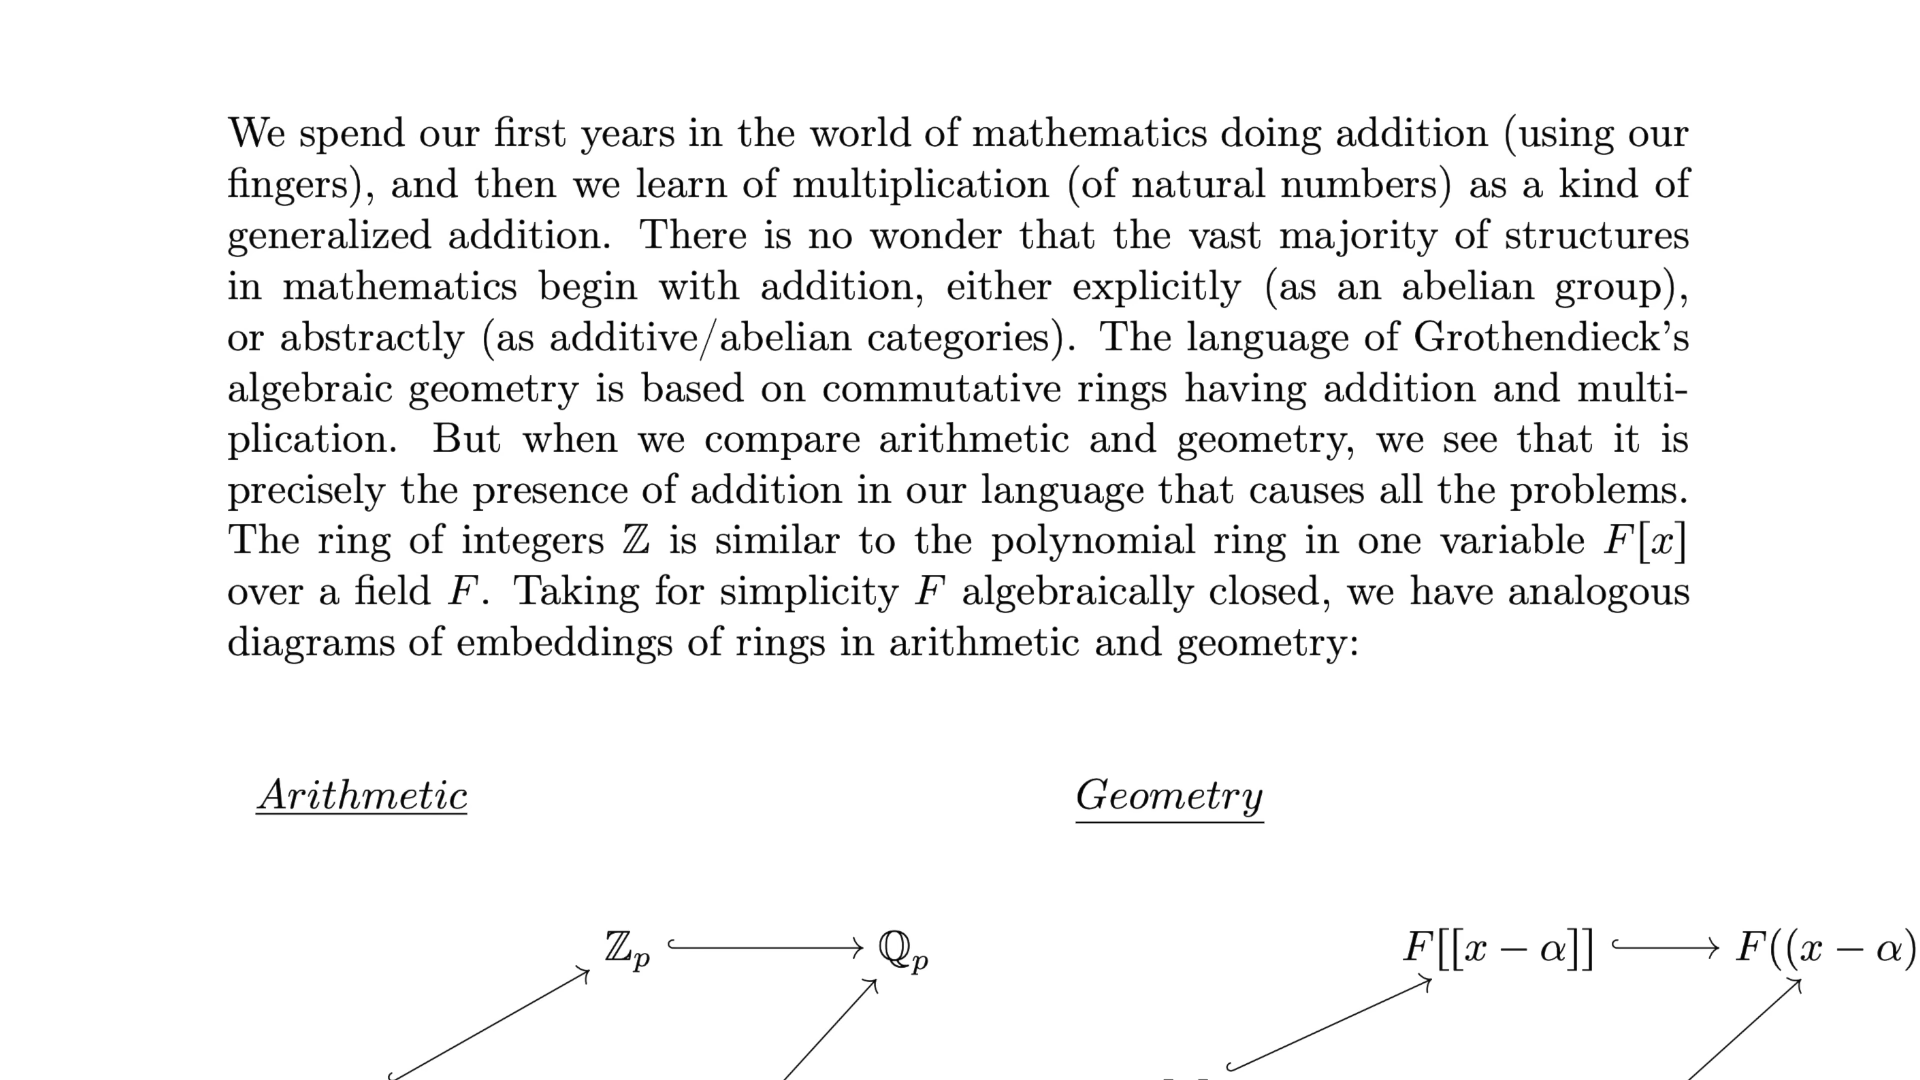 We spend our first years in the world of mathematics doing addition (using our
fingers), and then we learn of multiplication (of natural numbers) as a kind of
generalized addition. There is no wonder that the vast majority of structures
in mathematics begin with addition, either explicitly (as an abelian group),
or abstractly (as additive/abelian categories). The language of Grothendieck’s
algebraic geometry is based on commutative rings having addition and multi-
plication. But when we compare arithmetic and geometry, we see that it is
precisely the presence of addition in our language that causes all the problems.
The ring of integers ℤ is similar to the polynomial ring in one variable F[x]
over a field F. Taking for simplicity F algebraically closed, we have analogous
diagrams of embeddings of rings in arithmetic and geometry:
Arithmetic Geometry
ℤ_p ℚ_p F[[x − α]] F((x − α)